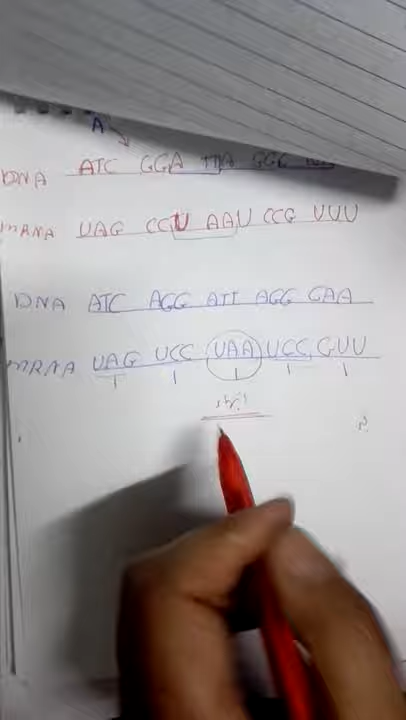 A
DNA ATC GGA TTA GGC
mRNA UAG CCU AAU CCG UUU
DNA ATC AGG ATT AGG GAA
mRNA UAG UCC UAA UCC GUU